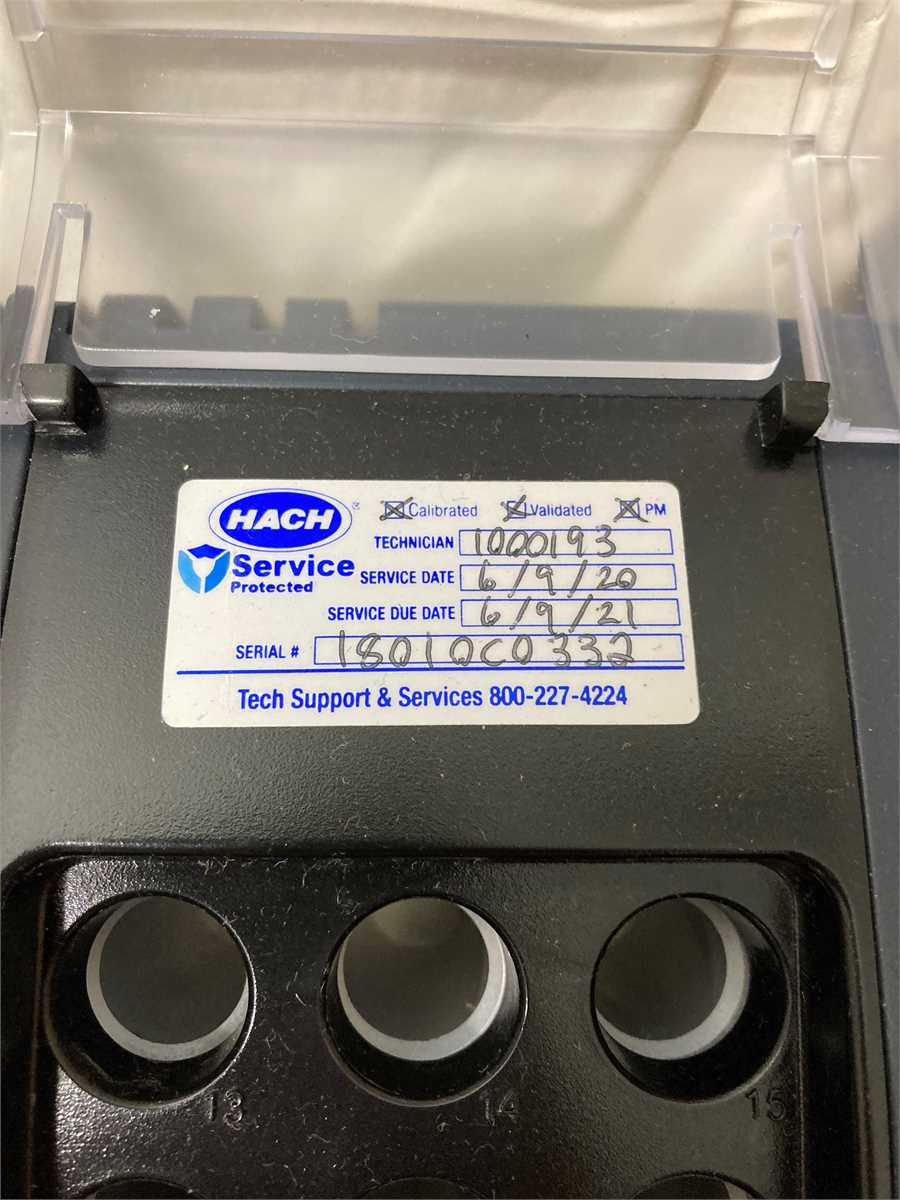 HACH®
Calibrated Validated PM
TECHNICIAN 1000193
Service
Protected
SERVICE DATE 6/9/20
SERVICE DUE DATE 6/9/21
SERIAL # 18010C0332
Tech Support & Services 800-227-4224
13 14 15